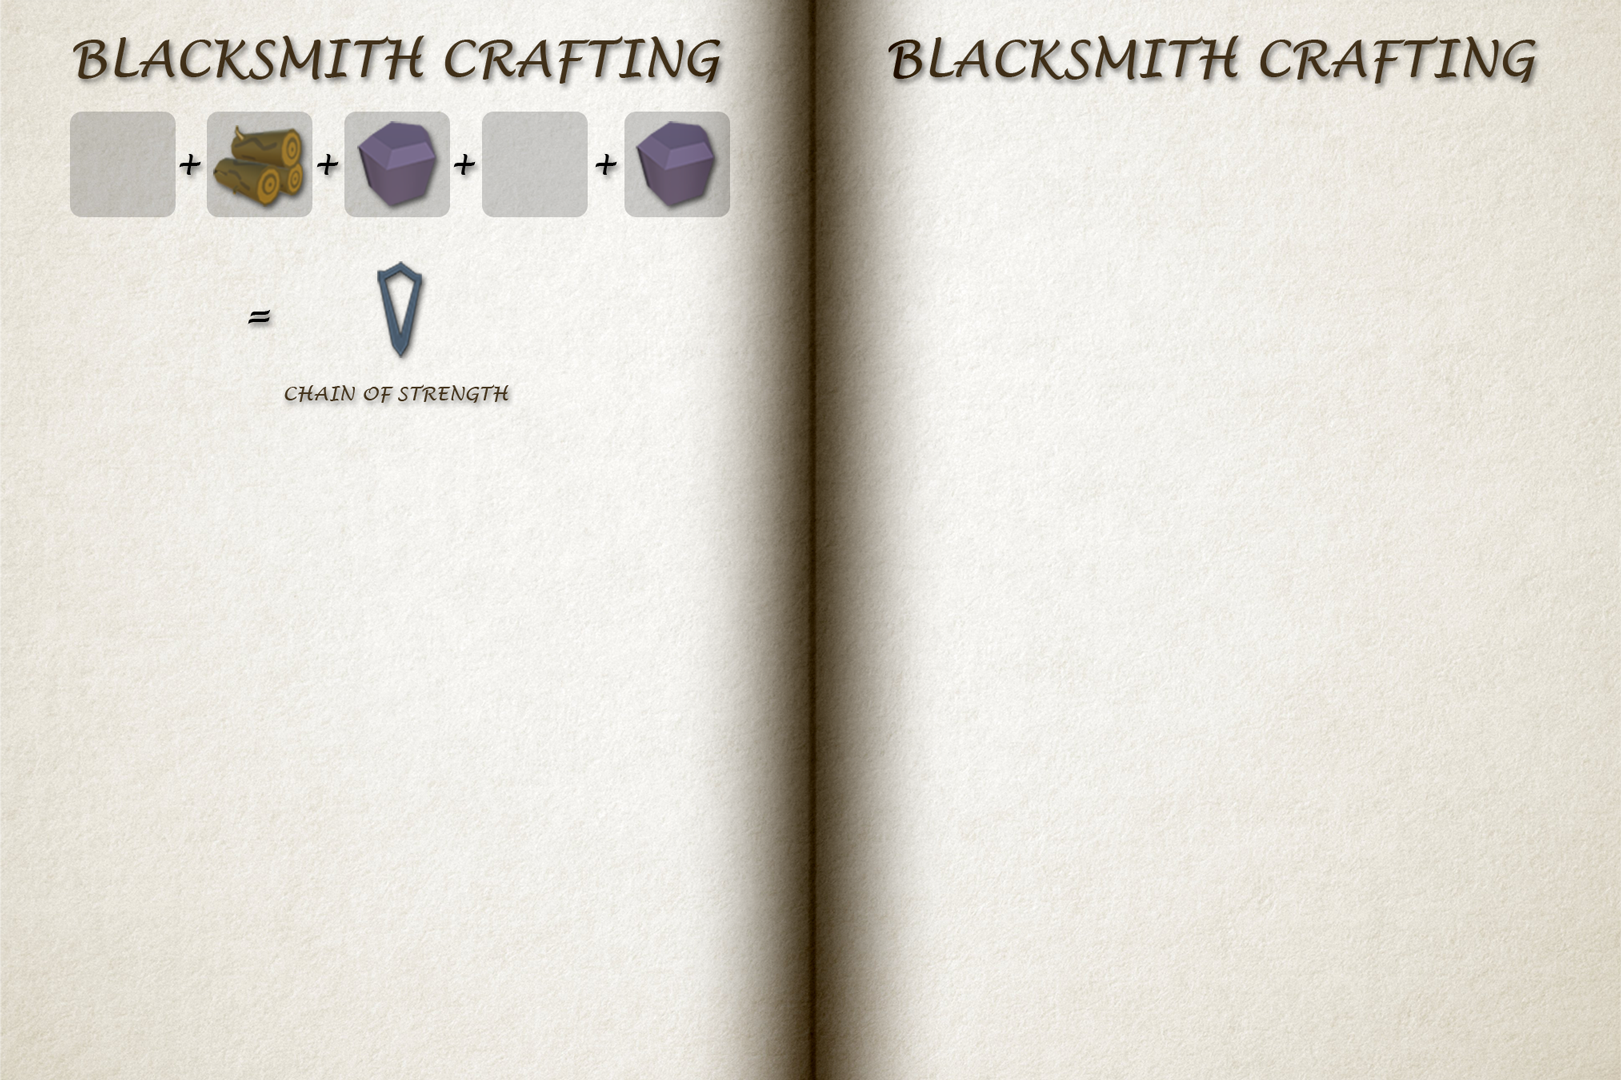 BLACKSMITH CRAFTING
+ + + +
=
CHAIN OF STRENGTH
BLACKSMITH CRAFTING